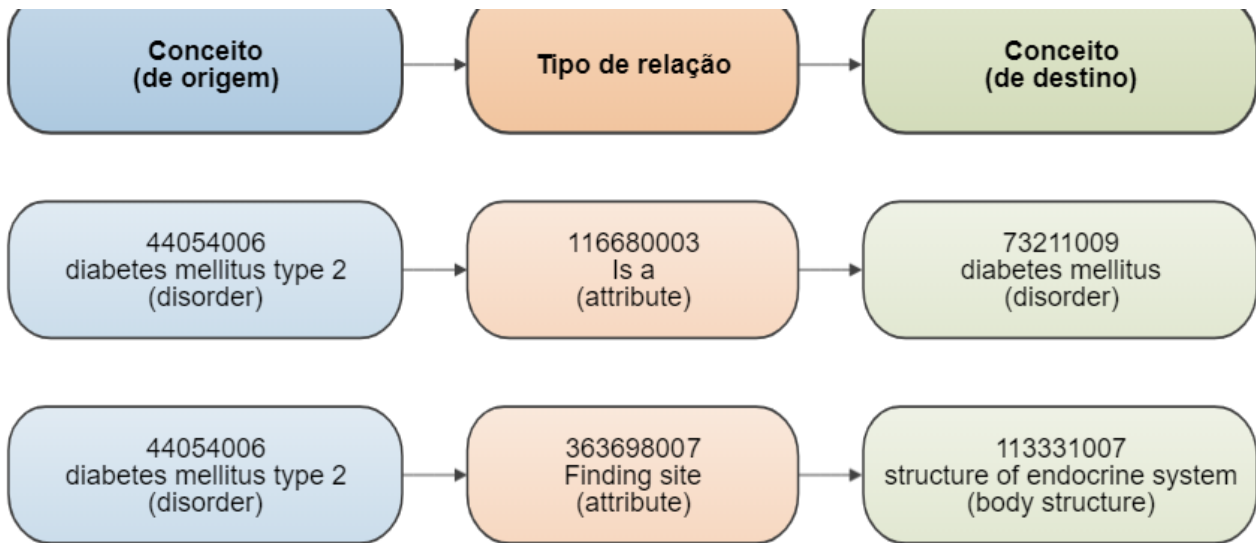 Conceito
(de origem)
Tipo de relação
Conceito
(de destino)
44054006
diabetes mellitus type 2
(disorder)
116680003
Is a
(attribute)
73211009
diabetes mellitus
(disorder)
44054006
diabetes mellitus type 2
(disorder)
363698007
Finding site
(attribute)
113331007
structure of endocrine system
(body structure)